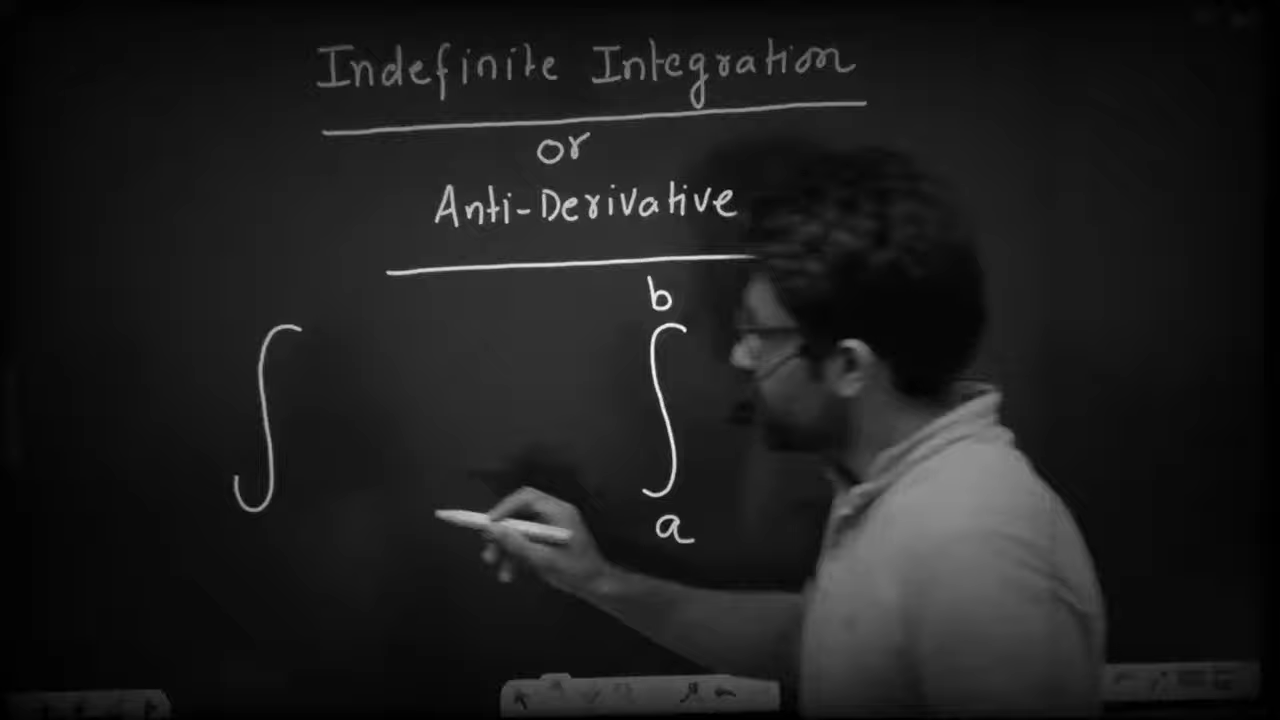 Indefinite Integration
or
Anti-Derivative
∫ ∫
b
a